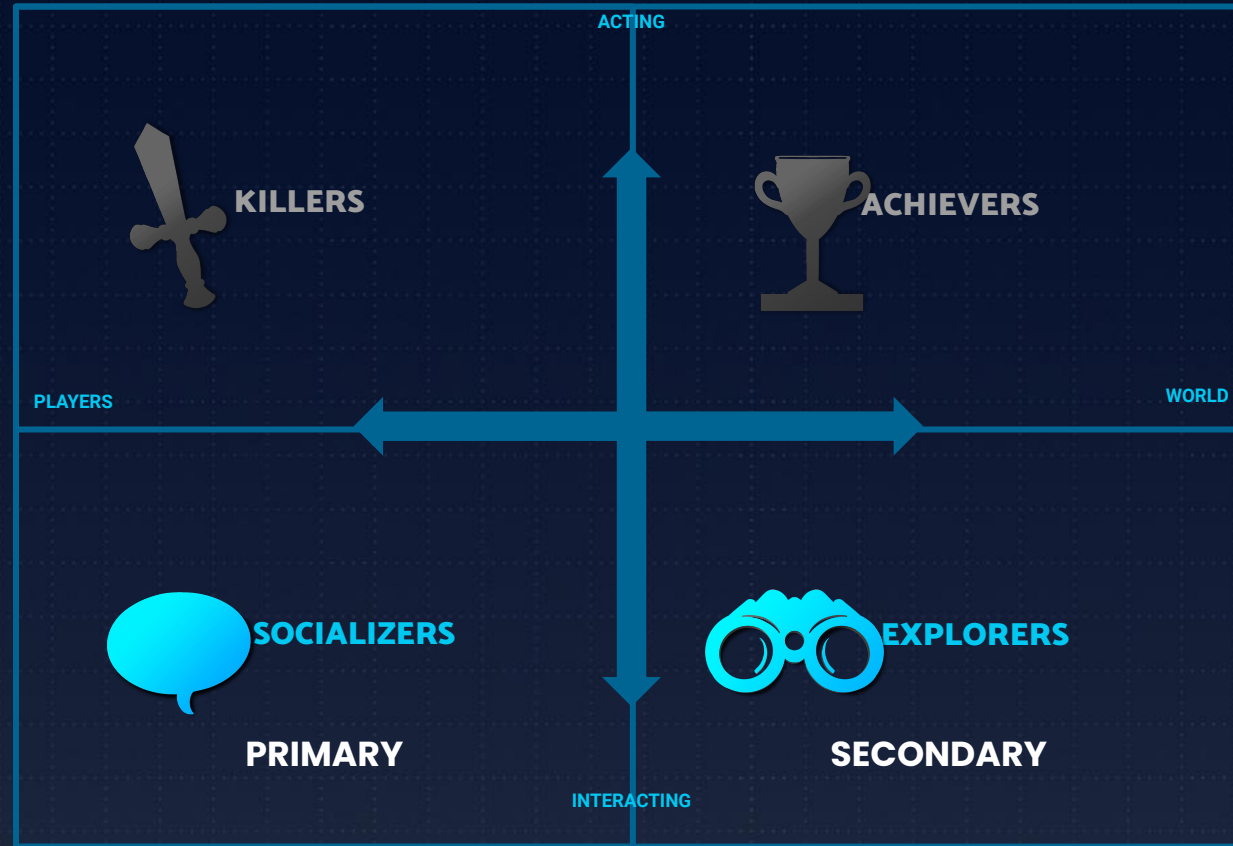 ACTING
KILLERS
ACHIEVERS
PLAYERS
WORLD
SOCIALIZERS
EXPLORERS
PRIMARY
SECONDARY
INTERACTING